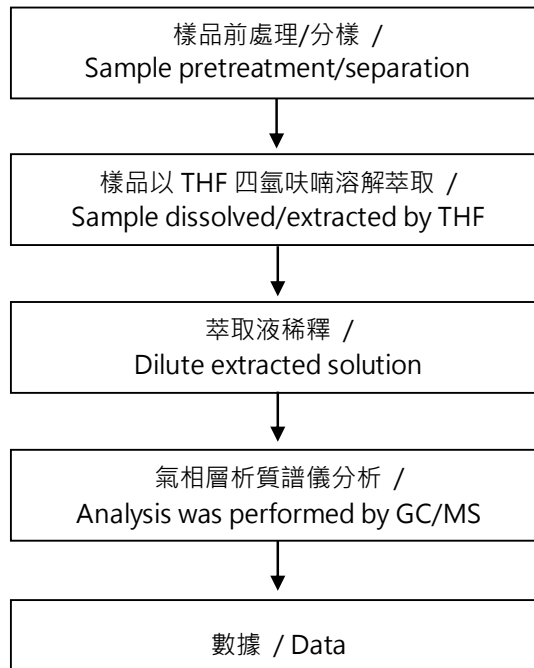 樣品前處理/分樣 /
Sample pretreatment/separation
樣品以 THF 四氫呋喃溶解萃取 /
Sample dissolved/extracted by THF
萃取液稀釋 /
Dilute extracted solution
氣相層析質譜儀分析 /
Analysis was performed by GC/MS
數據 / Data